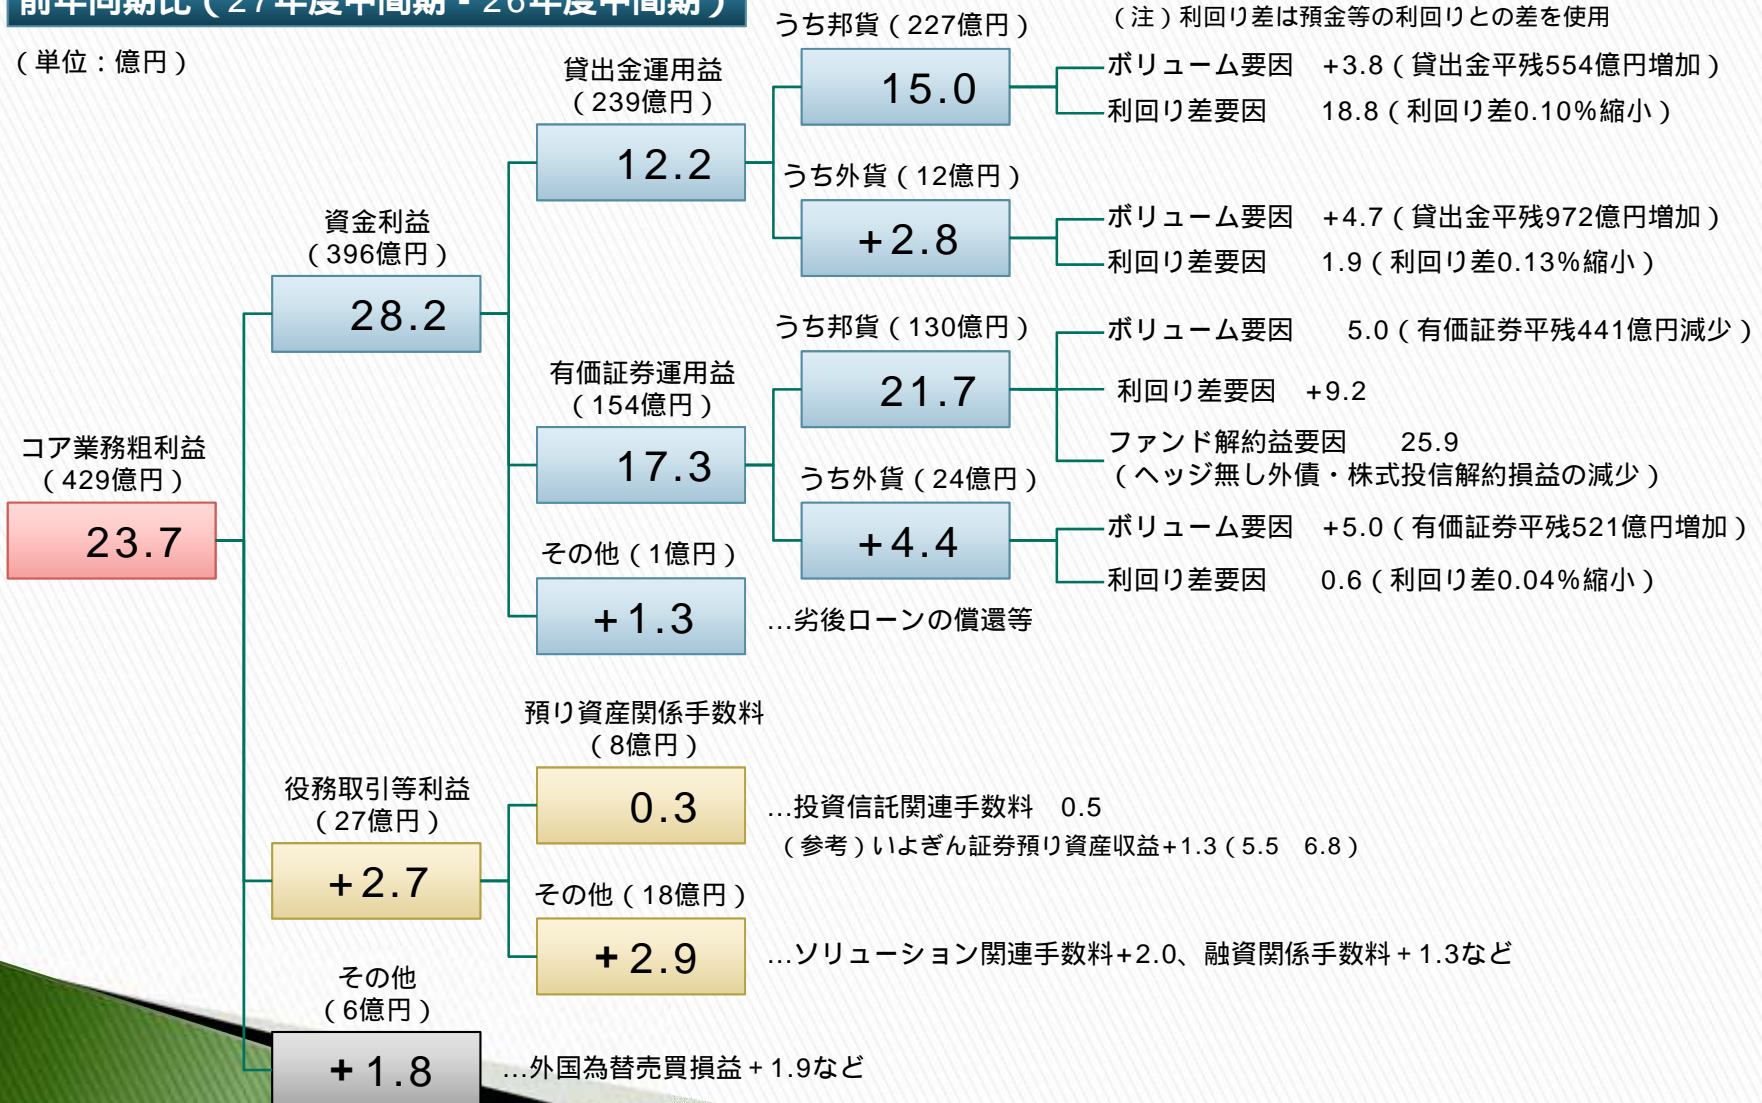 前年同期比（27年度中間期 - 26年度中間期）
（単位：億円）
（注）利回り差は預金等の利回りとの差を使用
コア業務粗利益
（429億円）
23.7
資金利益
（396億円）
28.2
貸出金運用益
（239億円）
12.2
うち邦貨（227億円）
15.0
ボリューム要因　+3.8（貸出金平残554億円増加）
利回り差要因　　18.8（利回り差0.10%縮小）
うち外貨（12億円）
+2.8
ボリューム要因　+4.7（貸出金平残972億円増加）
利回り差要因　　1.9（利回り差0.13%縮小）
有価証券運用益
（154億円）
17.3
うち邦貨（130億円）
21.7
ボリューム要因　　5.0（有価証券平残441億円減少）
利回り差要因　+9.2
ファンド解約益要因　　25.9
（ヘッジ無し外債・株式投信解約損益の減少）
うち外貨（24億円）
+4.4
ボリューム要因　+5.0（有価証券平残521億円増加）
利回り差要因　　0.6（利回り差0.04%縮小）
その他（1億円）
+1.3
…劣後ローンの償還等
役務取引等利益
（27億円）
+2.7
預り資産関係手数料
（8億円）
0.3
…投資信託関連手数料　0.5
（参考）いよぎん証券預り資産収益+1.3（5.5　6.8）
その他（18億円）
+2.9
…ソリューション関連手数料+2.0、融資関係手数料＋1.3など
その他
（6億円）
+1.8
…外国為替売買損益＋1.9など